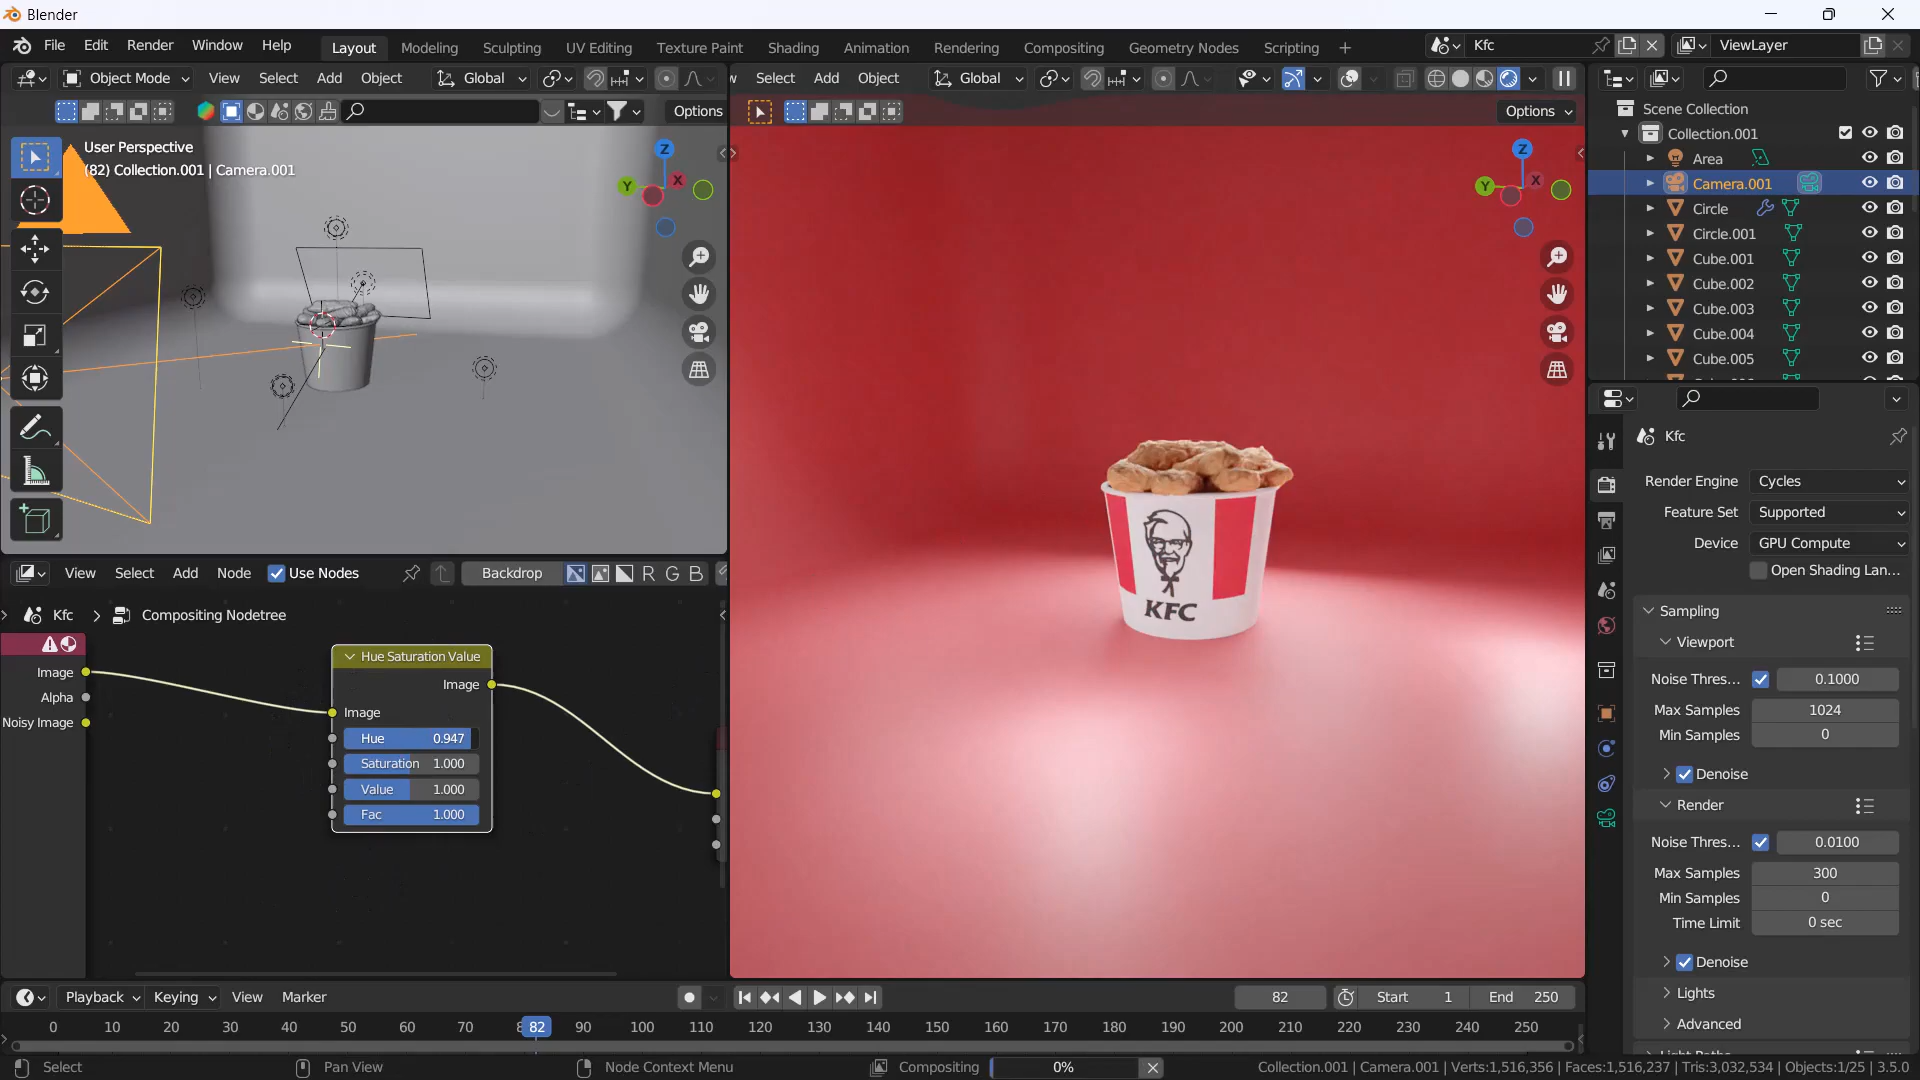 Blender
File Edit Render Window Help
Layout Modeling Sculpting UV Editing Texture Paint Shading Animation Rendering Compositing Geometry Nodes Scripting +
Kfc
ViewLayer
Object Mode View Select Add Object Global
Select Add Object Global
Options
Options
User Perspective
(82) Collection.001 | Camera.001
Z
Y
X
Z
Y
X
Scene Collection
Collection.001
Area
Camera.001
Circle
Circle.001
Cube.001
Cube.002
Cube.003
Cube.004
Cube.005
KFC
View Select Add Node Use Nodes Backdrop R G B
Kfc > Compositing Nodetree
Image
Alpha
Noisy Image
Hue Saturation Value
Image
Image
Hue 0.947
Saturation 1.000
Value 1.000
Fac 1.000
Kfc
Render Engine Cycles
Feature Set Supported
Device GPU Compute
Open Shading Lan...
Sampling
Viewport
Noise Thres... 0.1000
Max Samples 1024
Min Samples 0
Denoise
Render
Noise Thres... 0.0100
Max Samples 300
Min Samples 0
Time Limit 0 sec
Denoise
Lights
Advanced
Playback Keying View Marker
82 Start 1 End 250
0 10 20 30 40 50 60 70 82 90 100 110 120 130 140 150 160 170 180 190 200 210 220 230 240 250
Select Pan View Node Context Menu Compositing 0%
Collection.001 | Camera.001 | Verts:1,516,356 | Faces:1,516,237 | Tris:3,032,534 | Objects:1/25 | 3.5.0